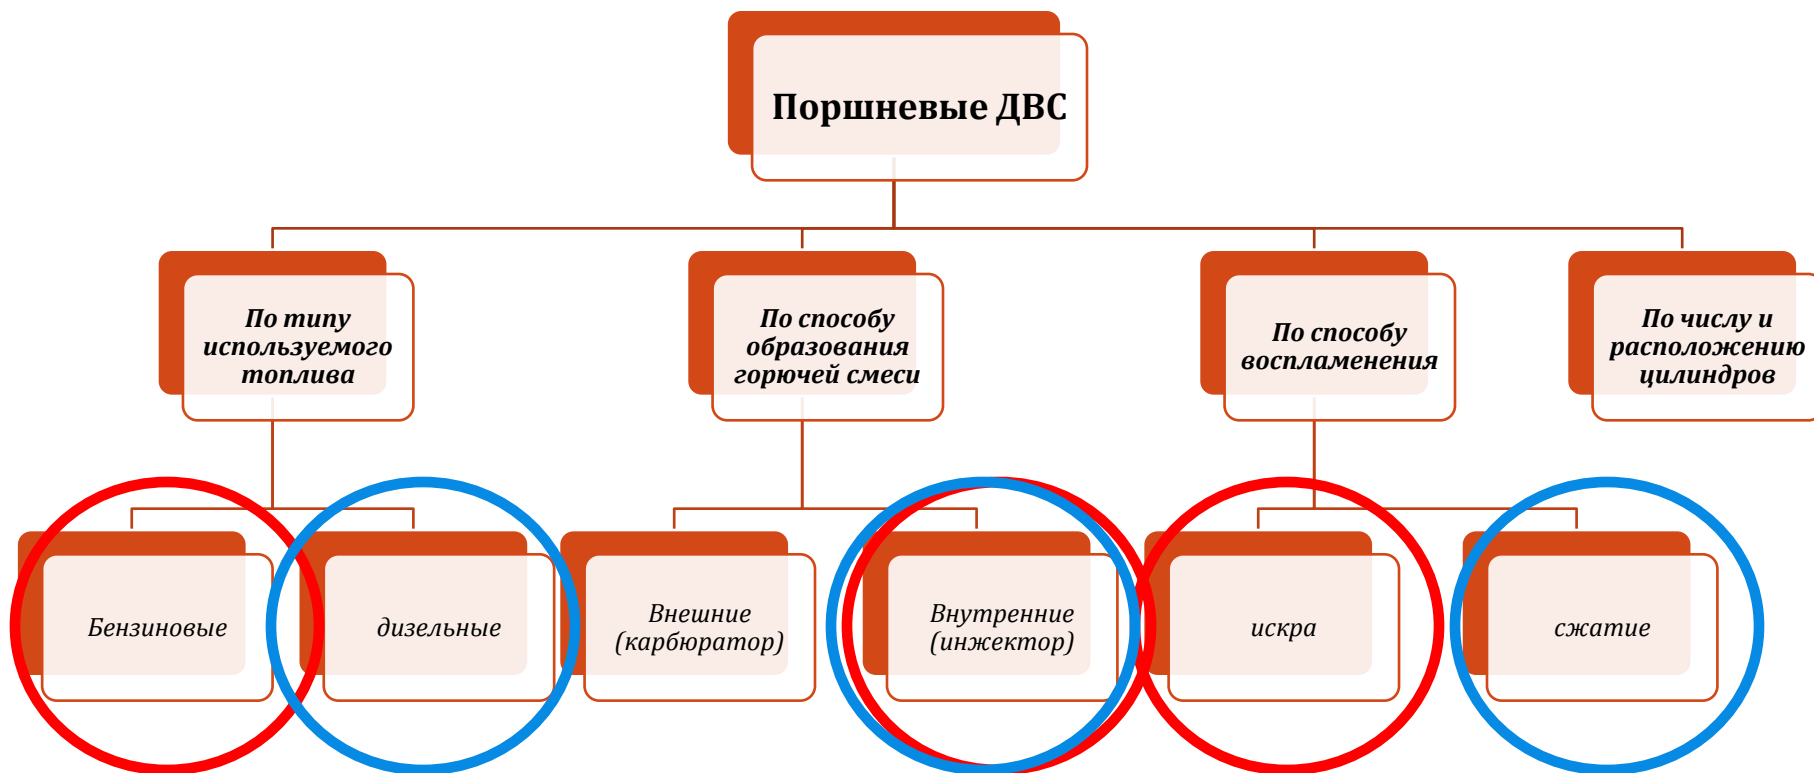 Поршневые ДВС
По типу
используемого
топлива
По способу
образования
горючей смеси
По способу
воспламенения
По числу и
расположению
цилиндров
Бензиновые
дизельные
Внешние
(карбюратор)
Внутренние
(инжектор)
искра
сжатие